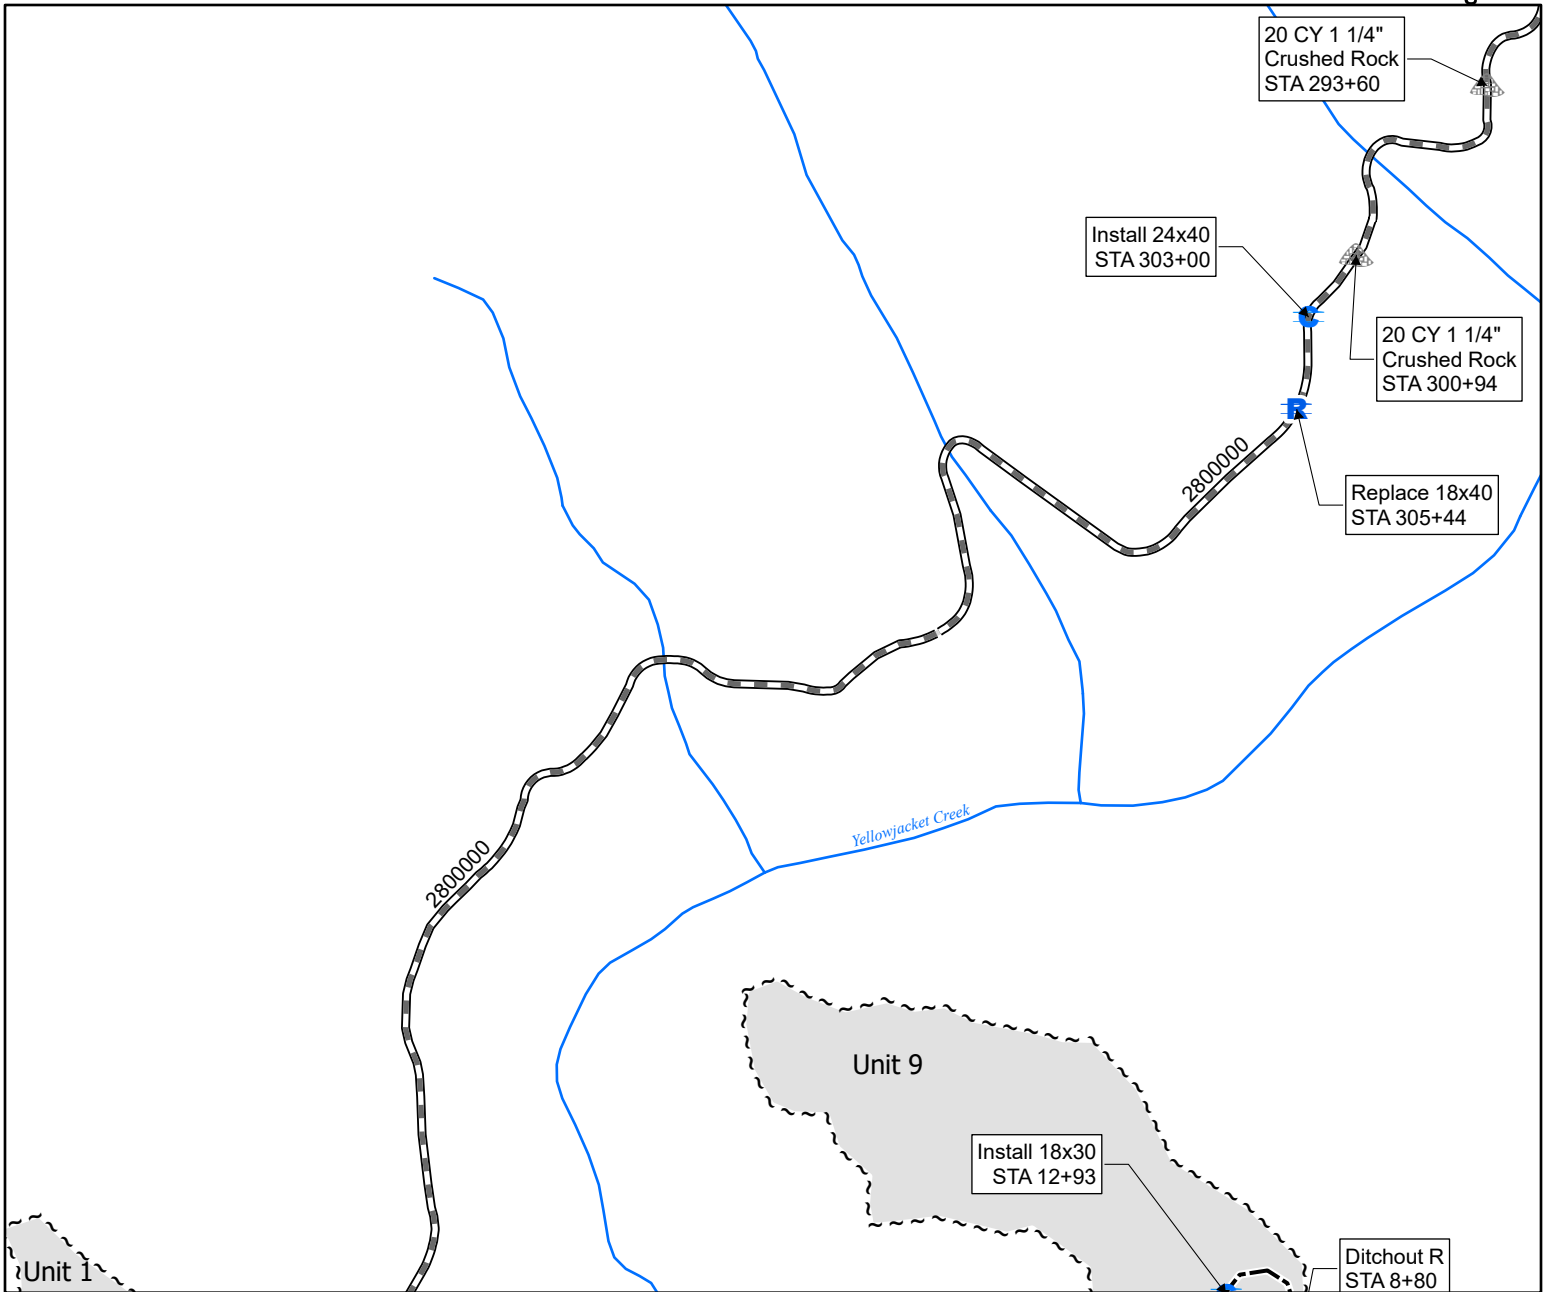 20 CY 1 1/4"
Crushed Rock
STA 293+60
Install 24x40
STA 303+00
20 CY 1 1/4"
Crushed Rock
STA 300+94
R
2800000
Replace 18x40
STA 305+44
Yellowjacket Creek
2800000
Unit 9
Install 18x30
STA 12+93
Unit 1
Ditchout R
STA 8+80